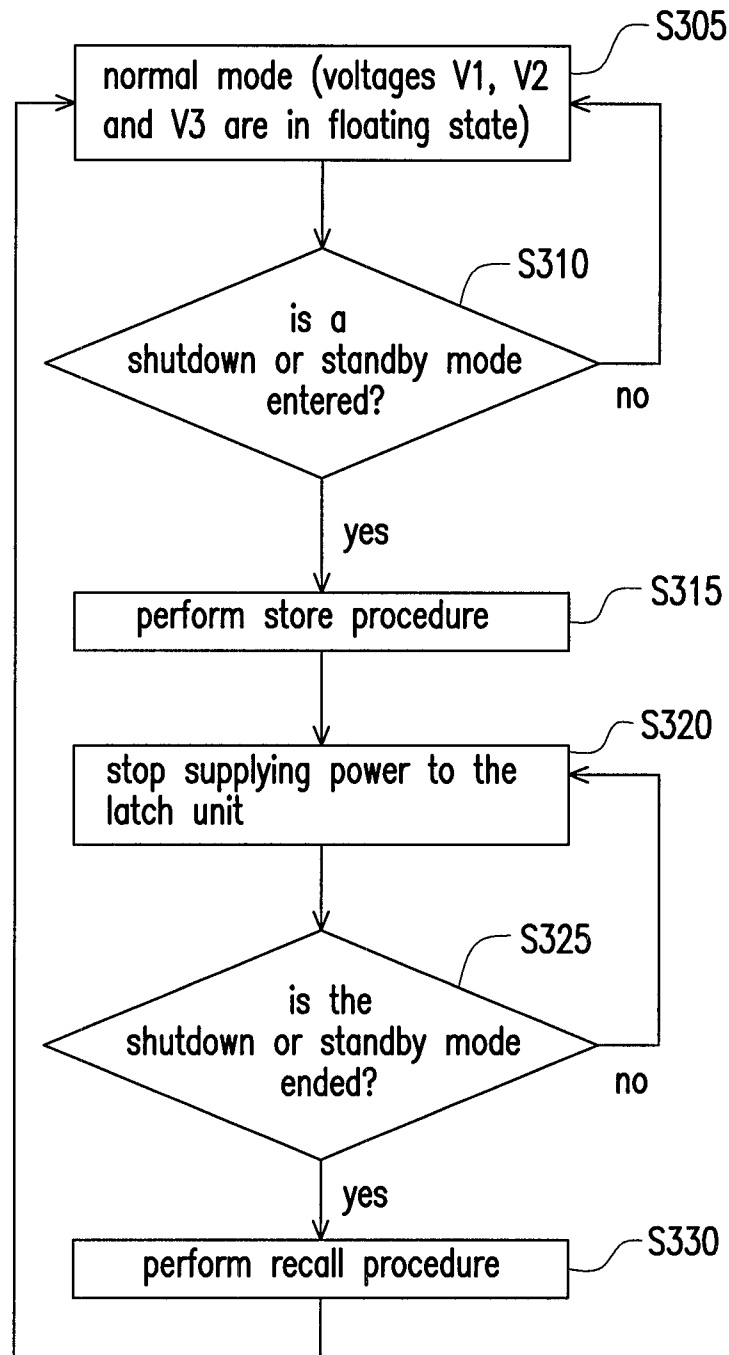 S305
normal mode (voltages V1, V2
and V3 are in floating state)
S310
is a
shutdown or standby mode
entered?
no
yes
S315
perform store procedure
S320
stop supplying power to the
latch unit
S325
is the
shutdown or standby mode
ended?
no
yes
S330
perform recall procedure